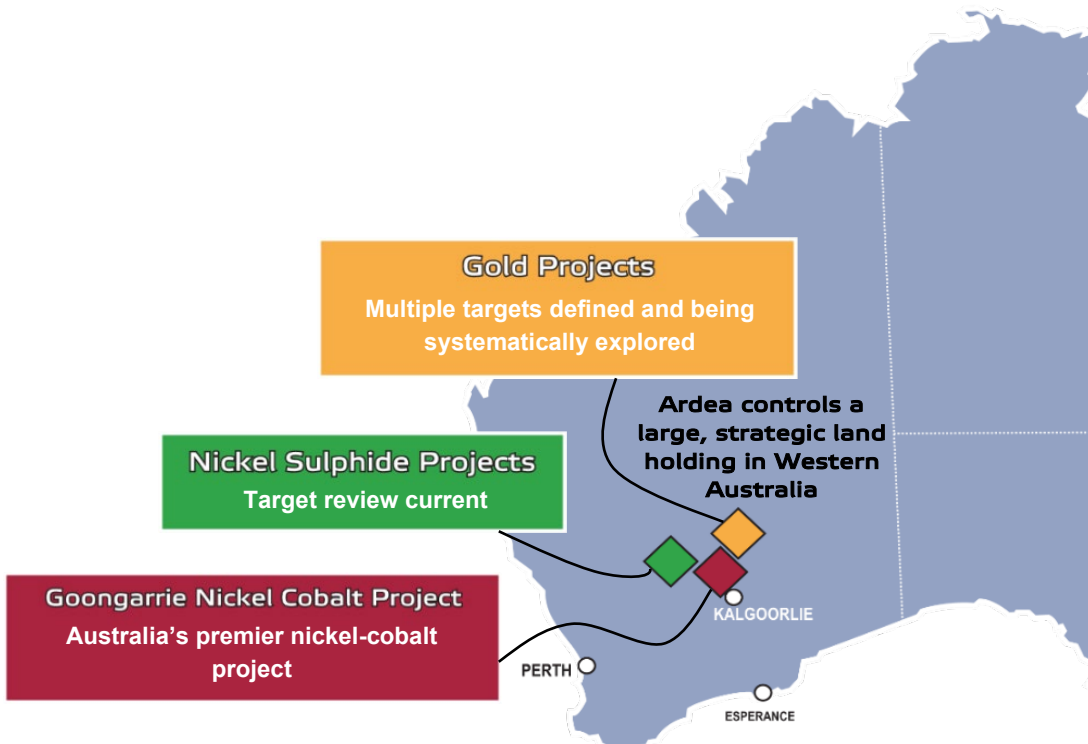 Gold Projects
Multiple targets defined and being
systematically explored
Ardea controls a
large, strategic land
holding in Western
Australia
Nickel Sulphide Projects
Target review current
Goongarrie Nickel Cobalt Project
Australia’s premier nickel-cobalt
project
KALGOORLIE
PERTH
ESPERANCE